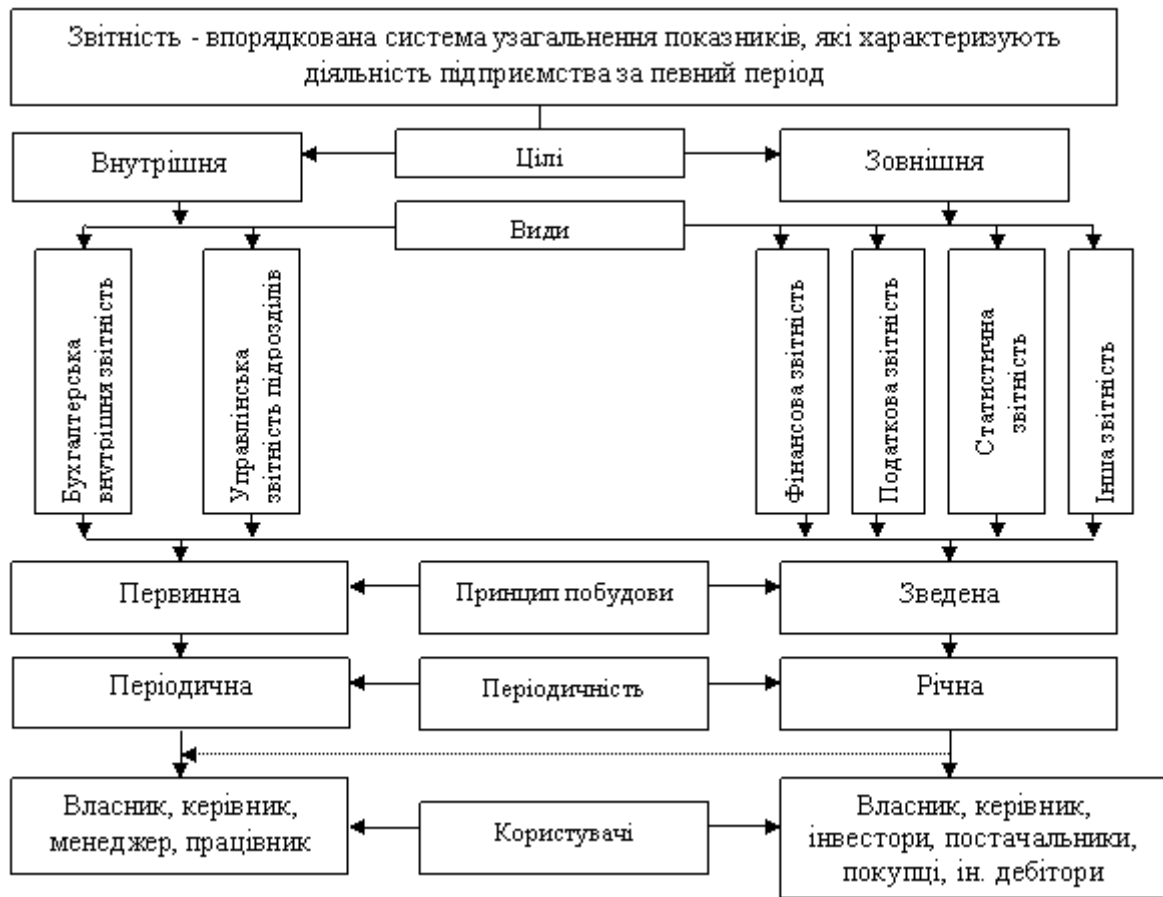 Звітність - впорядкована система узагальнення показників, які характеризують
діяльність підприємства за певний період
Внутрішня
Цілі
Зовнішня
Види
Бухгалтерська
внутрішня звітність
Управлінська
звітність підрозділів
Фінансова звітність
Податкова звітність
Статистична
звітність
Інша звітність
Первинна
Принцип побудови
Зведена
Періодична
Періодичність
Річна
Власник, керівник,
менеджер, працівник
Користувачі
Власник, керівник,
інвестори, постачальники,
покупці, ін. дебітори